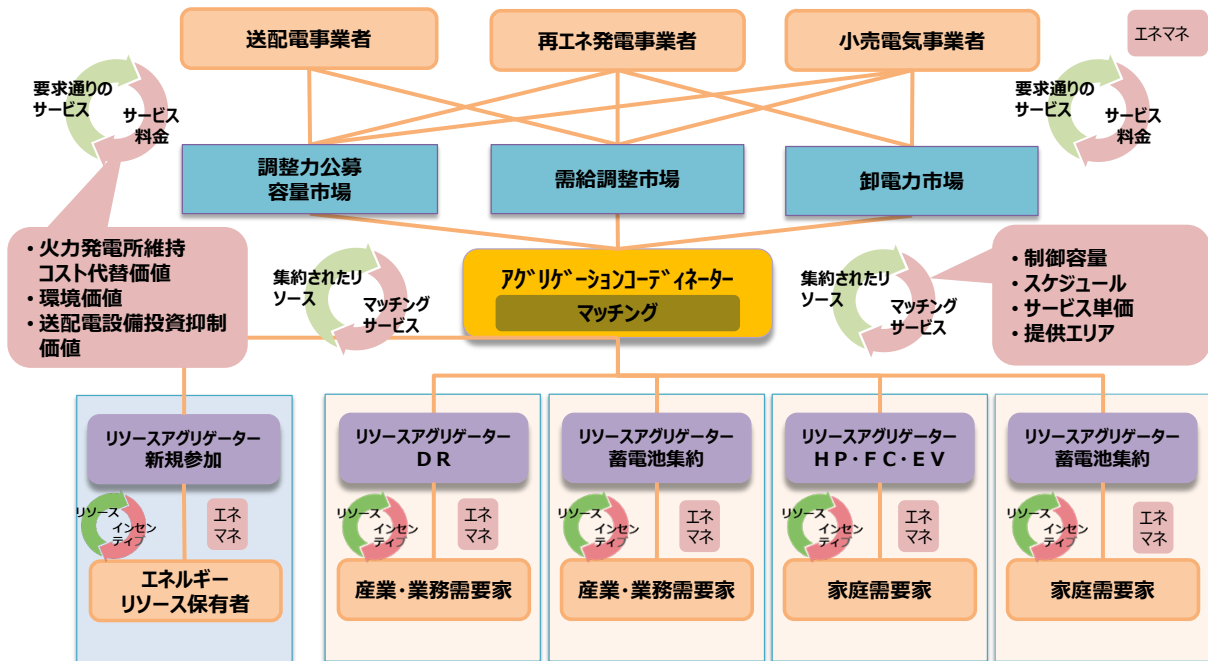 送配電事業者
再エネ発電事業者
小売電気事業者
エネマネ
要求通りの
サービス
サービス
料金
要求通りの
サービス
サービス
料金
調整力公募
容量市場
需給調整市場
卸電力市場
・火力発電所維持
コスト代替価値
・環境価値
・送配電設備投資抑制
価値
集約されたリ
ソース
マッチング
サービス
アグリゲーションコーディネーター
マッチング
集約されたリ
ソース
マッチング
サービス
・制御容量
・スケジュール
・サービス単価
・提供エリア
リソースアグリゲーター
新規参加
リソースアグリゲーター
ＤＲ
リソースアグリゲーター
蓄電池集約
リソースアグリゲーター
ＨＰ・ＦＣ・ＥＶ
リソースアグリゲーター
蓄電池集約
リソース
インセン
ティブ
エネ
マネ
リソース
インセン
ティブ
エネ
マネ
リソース
インセン
ティブ
エネ
マネ
リソース
インセン
ティブ
エネ
マネ
リソース
インセン
ティブ
エネ
マネ
エネルギー
リソース保有者
産業・業務需要家
産業・業務需要家
家庭需要家
家庭需要家